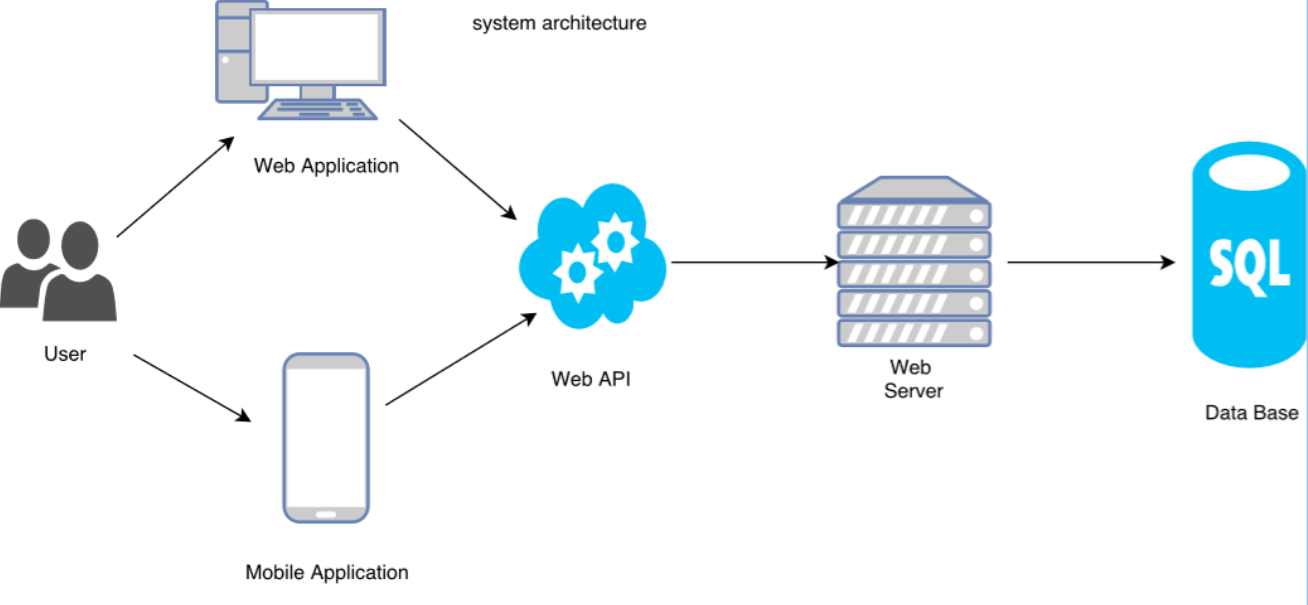 system architecture
Web Application
User
Mobile Application
Web API
Web
Server
SQL
Data Base